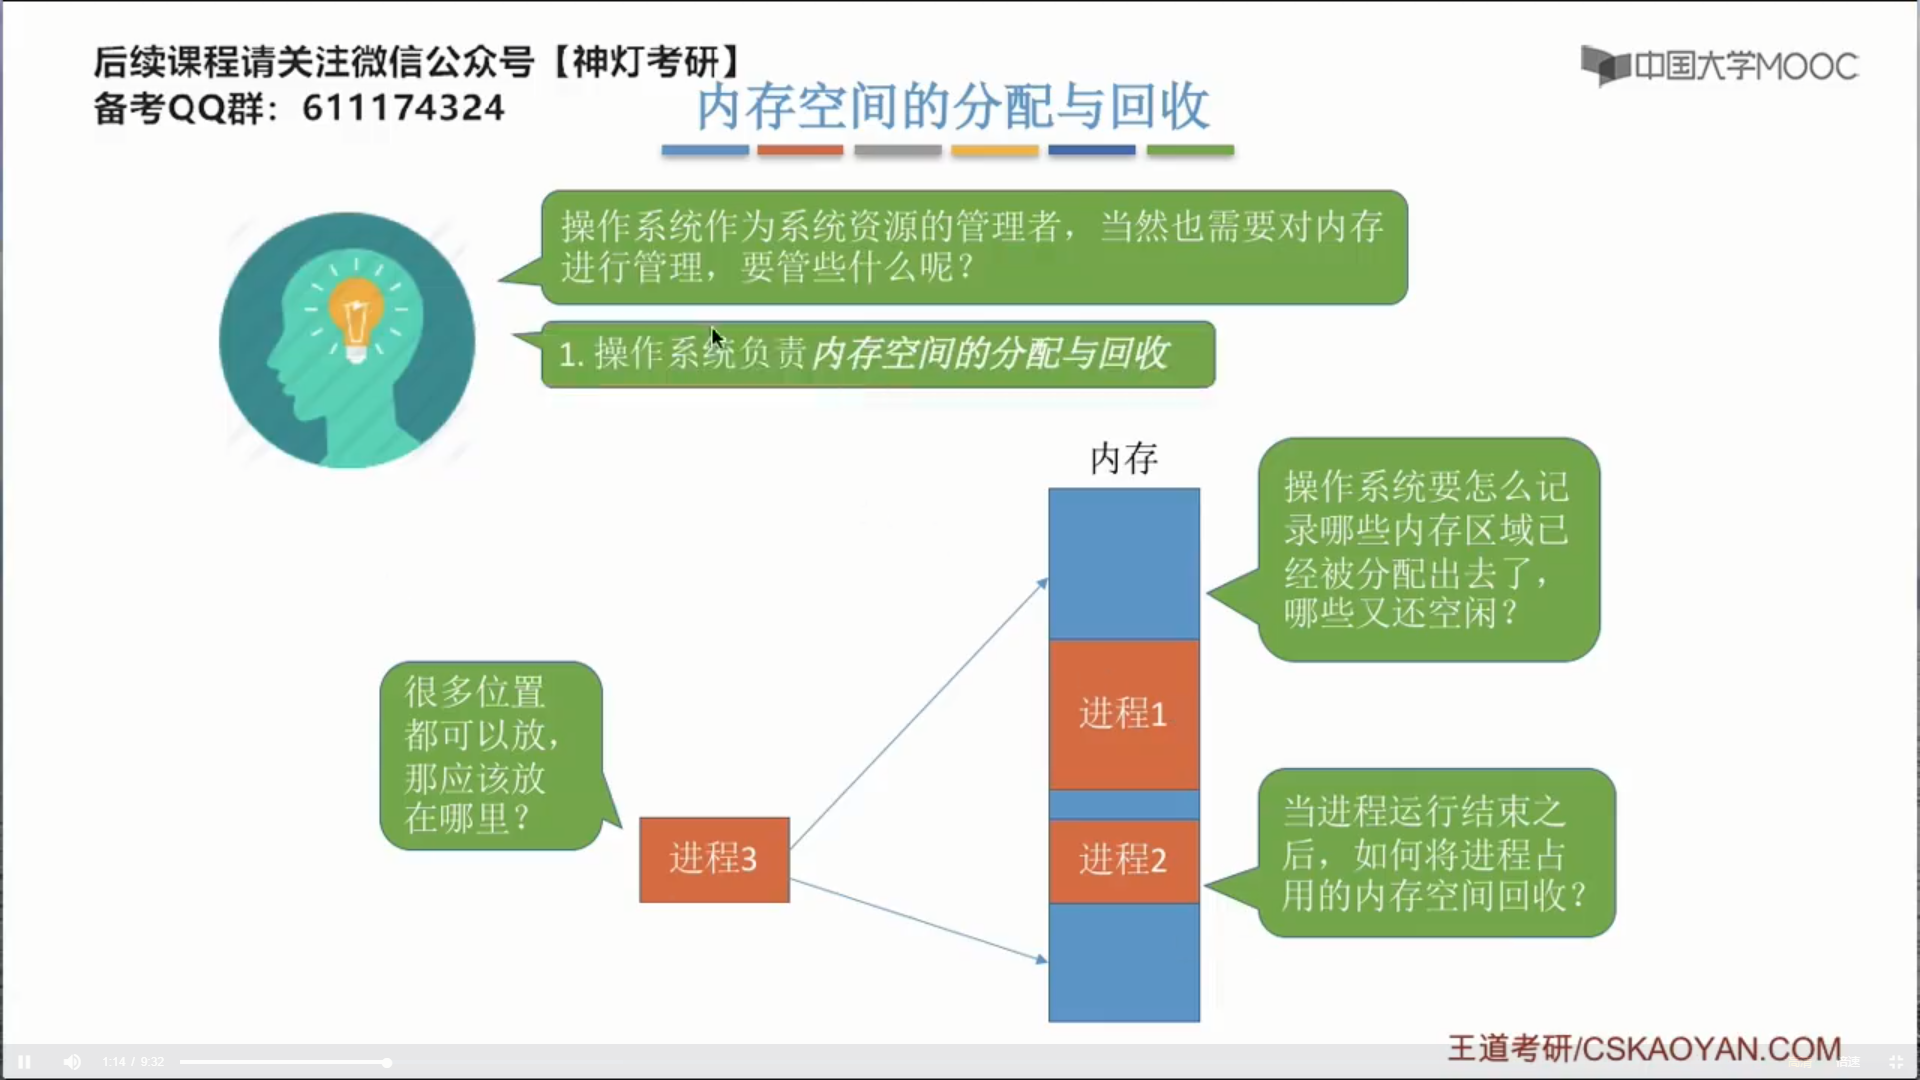 后续课程请关注微信公众号【神灯考研】
备考QQ群：611174324
中国大学MOOC
内存空间的分配与回收
操作系统作为系统资源的管理者，当然也需要对内存
进行管理，要管些什么呢？
1. 操作系统负责内存空间的分配与回收
内存
操作系统要怎么记
录哪些内存区域已
经被分配出去了，
哪些又还空闲？
进程1
很多位置
都可以放，
那应该放
在哪里？
进程3
进程2
当进程运行结束之
后，如何将进程占
用的内存空间回收？
王道考研/CSKAOYAN.COM
1:14 / 9:32
倍速